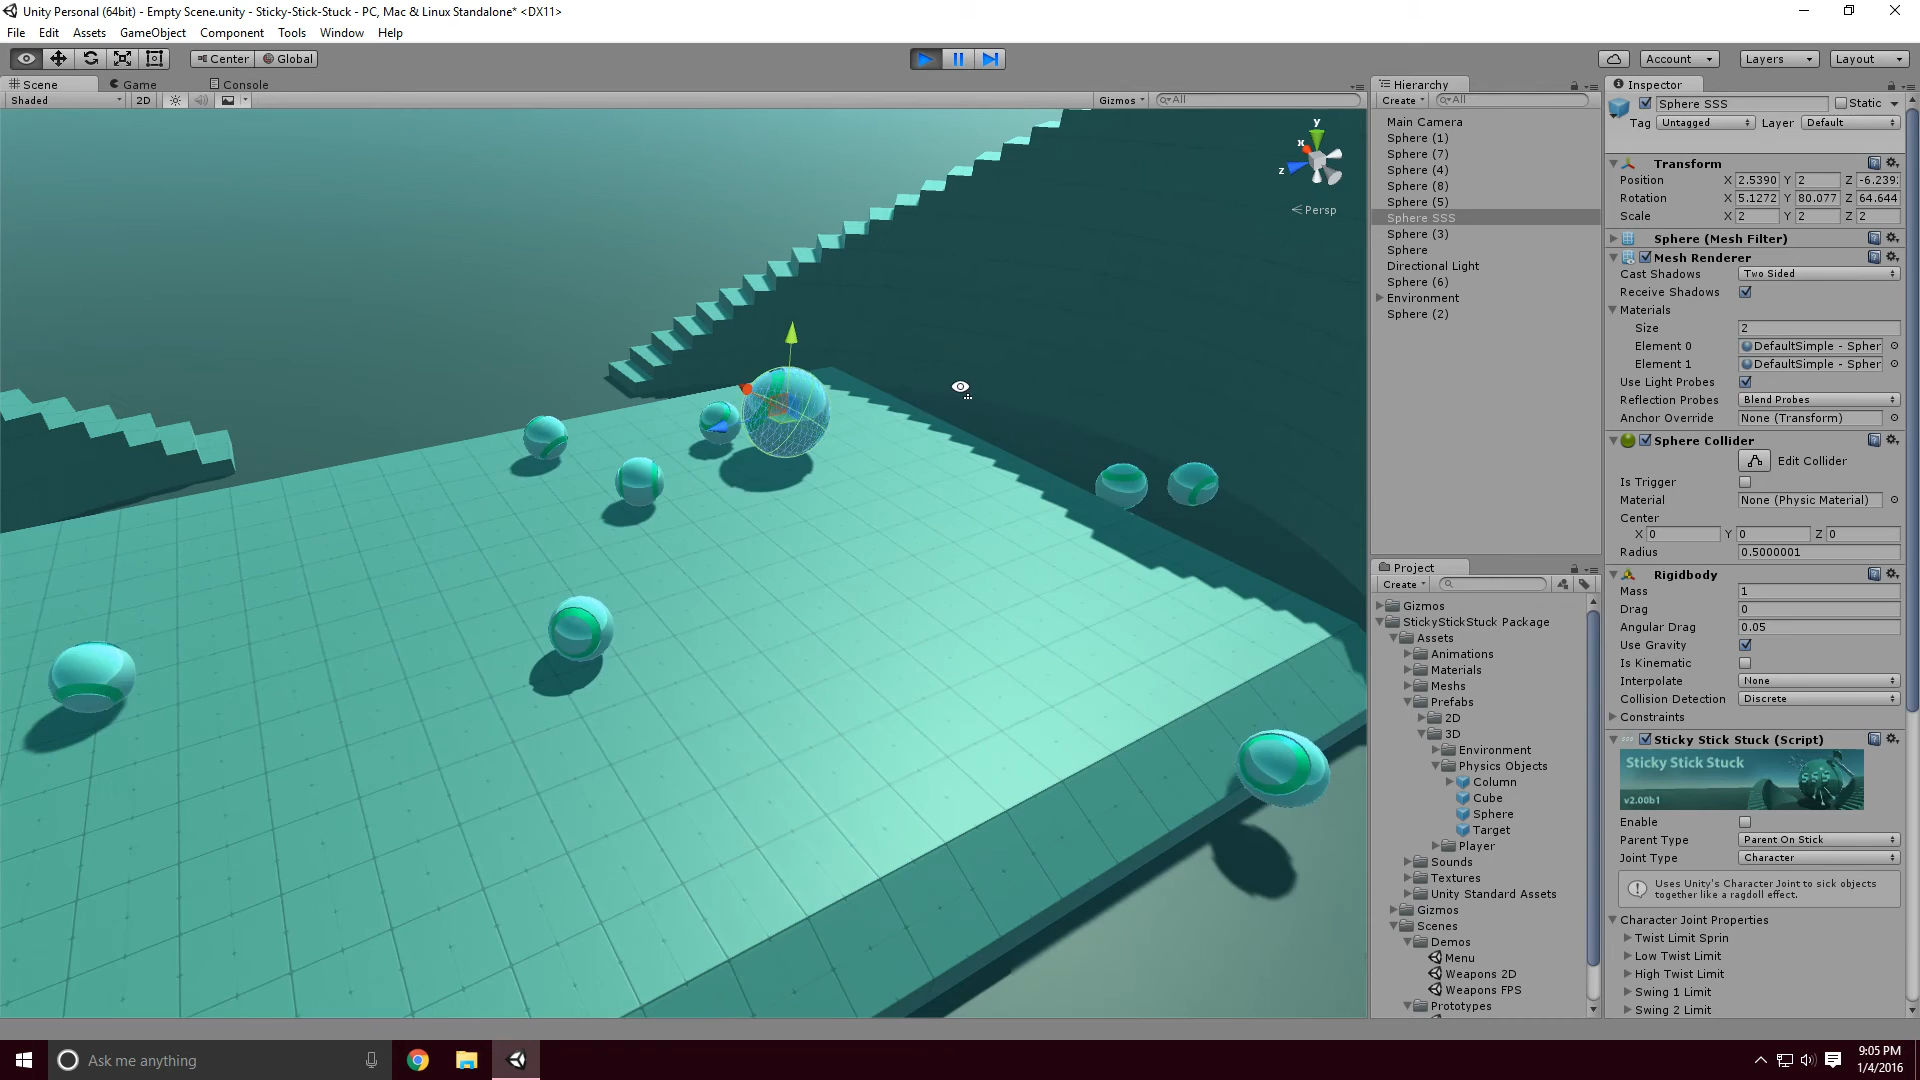 Unity Personal (64bit) - Empty Scene.unity - Sticky-Stick-Stuck - PC, Mac & Linux Standalone* <DX11>
File Edit Assets GameObject Component Tools Window Help
Center Global Account Layers Layout
Scene Game Console
Shaded 2D Gizmos All
y
x
z
Persp
Hierarchy
Create All
Main Camera
Sphere (1)
Sphere (7)
Sphere (4)
Sphere (8)
Sphere (5)
Sphere SSS
Sphere (3)
Sphere
Directional Light
Sphere (6)
Environment
Sphere (2)
Project
Create
Gizmos
StickyStickStuck Package
Assets
Animations
Materials
Meshs
Prefabs
2D
3D
Environment
Physics Objects
Column
Cube
Sphere
Target
Player
Sounds
Textures
Unity Standard Assets
Gizmos
Scenes
Demos
Menu
Weapons 2D
Weapons FPS
Prototypes
Inspector
Sphere SSS Static
Tag Untagged Layer Default
Transform
Position X 2.5390 Y 2 Z -6.239
Rotation X 5.1272 Y 80.077 Z 64.644
Scale X 2 Y 2 Z 2
Sphere (Mesh Filter)
Mesh Renderer
Cast Shadows Two Sided
Receive Shadows
Materials
Size 2
Element 0 DefaultSimple - Spher
Element 1 DefaultSimple - Spher
Use Light Probes
Reflection Probes Blend Probes
Anchor Override None (Transform)
Sphere Collider
Edit Collider
Is Trigger
Material None (Physic Material)
Center
X 0 Y 0 Z 0
Radius 0.5000001
Rigidbody
Mass 1
Drag 0
Angular Drag 0.05
Use Gravity
Is Kinematic
Interpolate None
Collision Detection Discrete
Constraints
Sticky Stick Stuck (Script)
Sticky Stick Stuck
SSS
v2.00b1
Enable
Parent Type Parent On Stick
Joint Type Character
Uses Unity's Character Joint to sick objects
together like a ragdoll effect.
Character Joint Properties
Twist Limit Sprin
Low Twist Limit
High Twist Limit
Swing 1 Limit
Swing 2 Limit
Ask me anything
9:05 PM
1/4/2016